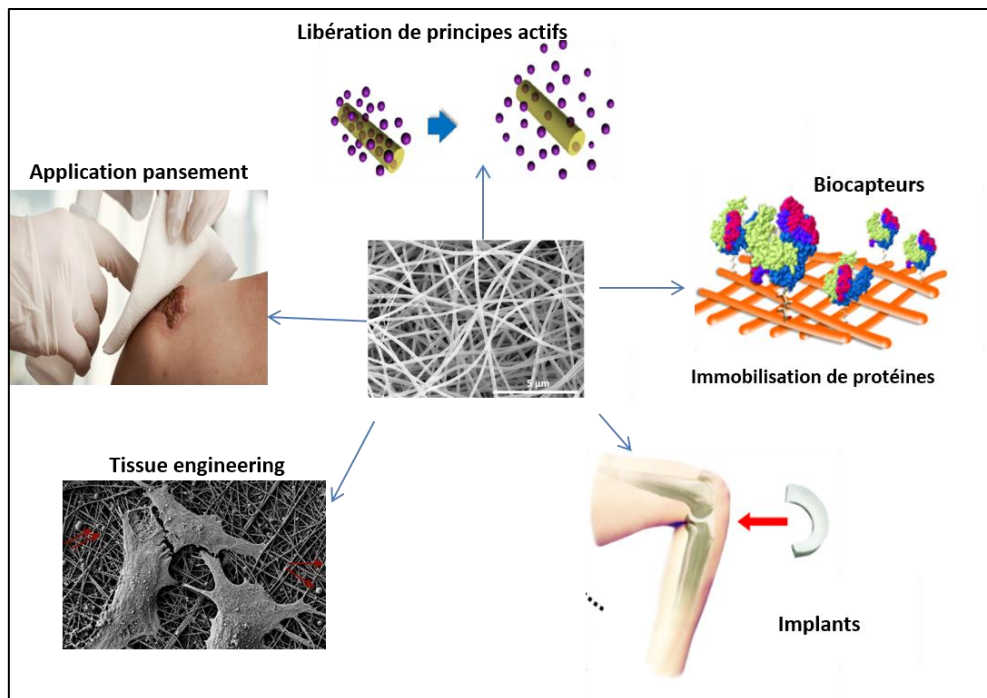 Libération de principes actifs
Application pansement
Biocapteurs
5 µm
Immobilisation de protéines
Tissue engineering
Implants